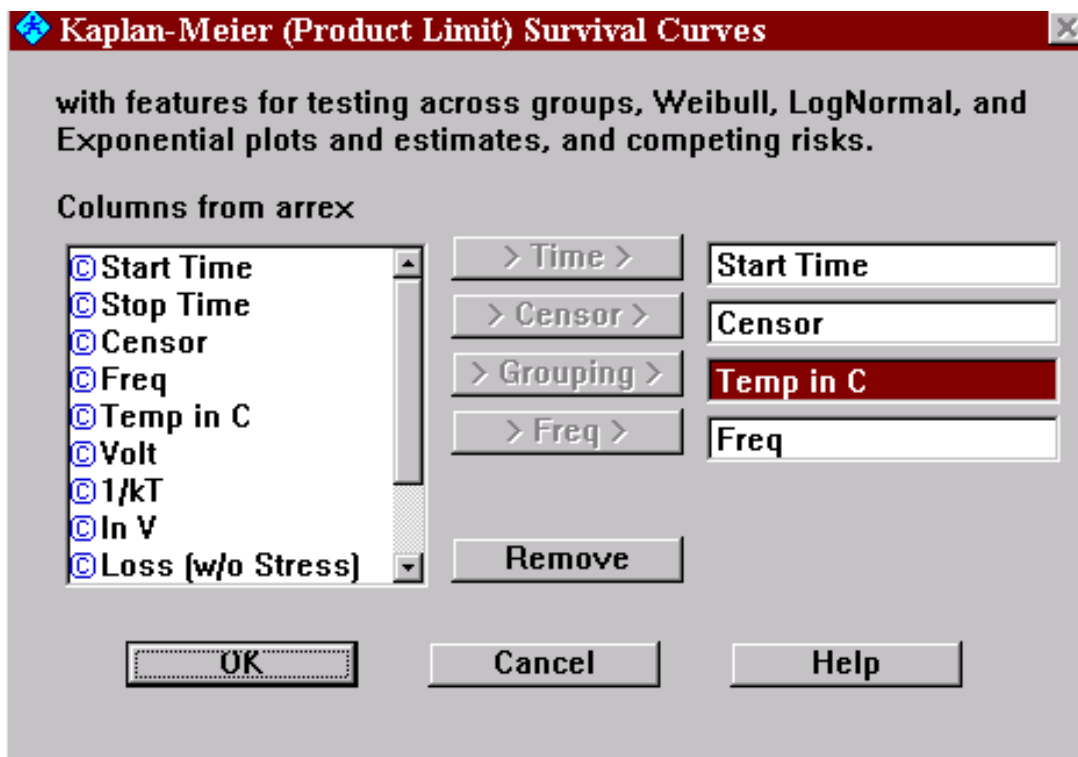 Kaplan-Meier (Product Limit) Survival Curves
with features for testing across groups, Weibull, LogNormal, and
Exponential plots and estimates, and competing risks.
Columns from arrex
©Start Time
©Stop Time
©Censor
©Freq
©Temp in C
©Volt
©1/kT
©ln V
©Loss (w/o Stress)
> Time >
Start Time
> Censor >
Censor
> Grouping >
Temp in C
> Freq >
Freq
Remove
OK
Cancel
Help